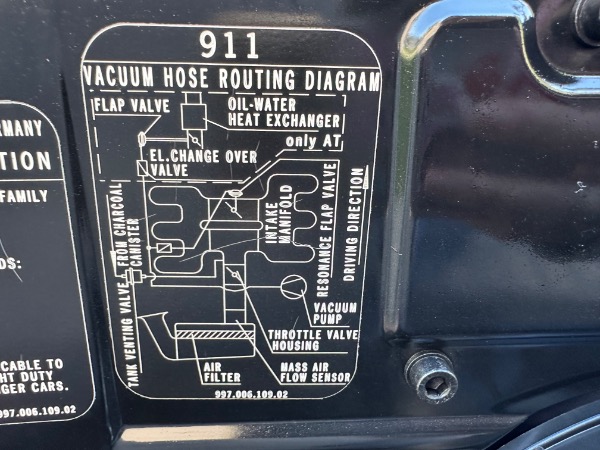 911
VACUUM HOSE ROUTING DIAGRAM
FLAP VALVE
OIL-WATER
HEAT EXCHANGER
only AT
EL.CHANGE OVER
VALVE
FROM CHARCOAL
CANISTER
TANK VENTING VALVE
INTAKE
MANIFOLD
RESONANCE FLAP VALVE
DRIVING DIRECTION
VACUUM
PUMP
THROTTLE VALVE
HOUSING
AIR
FILTER
MASS AIR
FLOW SENSOR
997.006.109.02
RMANY
TION
FAMILY
DS:
CABLE TO
HT DUTY
NGER CARS.
997.006.109.02